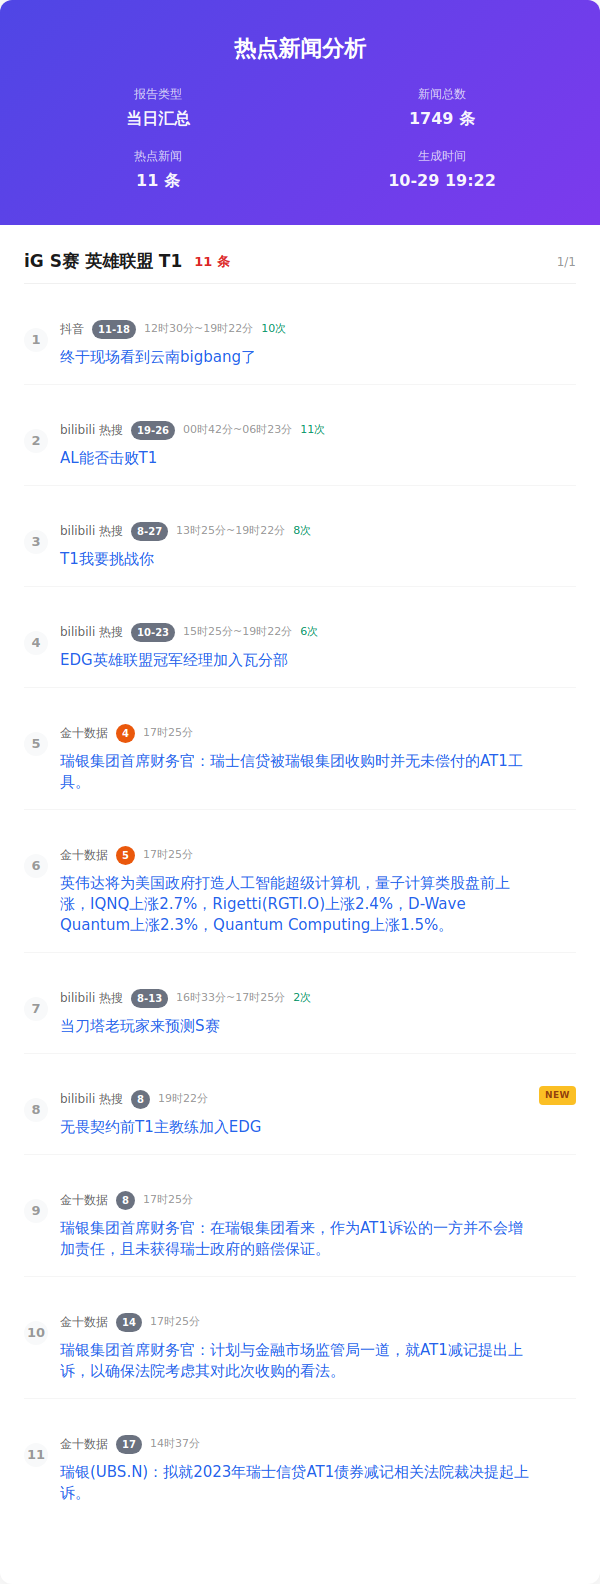 热点新闻分析
报告类型
当日汇总
新闻总数
1749 条
热点新闻
11 条
生成时间
10-29 19:22
iG S赛 英雄联盟 T1 11 条 1/1
1
抖音 11-18 12时30分~19时22分 10次
终于现场看到云南bigbang了
2
bilibili 热搜 19-26 00时42分~06时23分 11次
AL能否击败T1
3
bilibili 热搜 8-27 13时25分~19时22分 8次
T1我要挑战你
4
bilibili 热搜 10-23 15时25分~19时22分 6次
EDG英雄联盟冠军经理加入瓦分部
5
金十数据 4 17时25分
瑞银集团首席财务官：瑞士信贷被瑞银集团收购时并无未偿付的AT1工
具。
6
金十数据 5 17时25分
英伟达将为美国政府打造人工智能超级计算机，量子计算类股盘前上
涨，IQNQ上涨2.7%，Rigetti(RGTI.O)上涨2.4%，D-Wave
Quantum上涨2.3%，Quantum Computing上涨1.5%。
7
bilibili 热搜 8-13 16时33分~17时25分 2次
当刀塔老玩家来预测S赛
8
bilibili 热搜 8 19时22分 NEW
无畏契约前T1主教练加入EDG
9
金十数据 8 17时25分
瑞银集团首席财务官：在瑞银集团看来，作为AT1诉讼的一方并不会增
加责任，且未获得瑞士政府的赔偿保证。
10
金十数据 14 17时25分
瑞银集团首席财务官：计划与金融市场监管局一道，就AT1减记提出上
诉，以确保法院考虑其对此次收购的看法。
11
金十数据 17 14时37分
瑞银(UBS.N)：拟就2023年瑞士信贷AT1债券减记相关法院裁决提起上
诉。